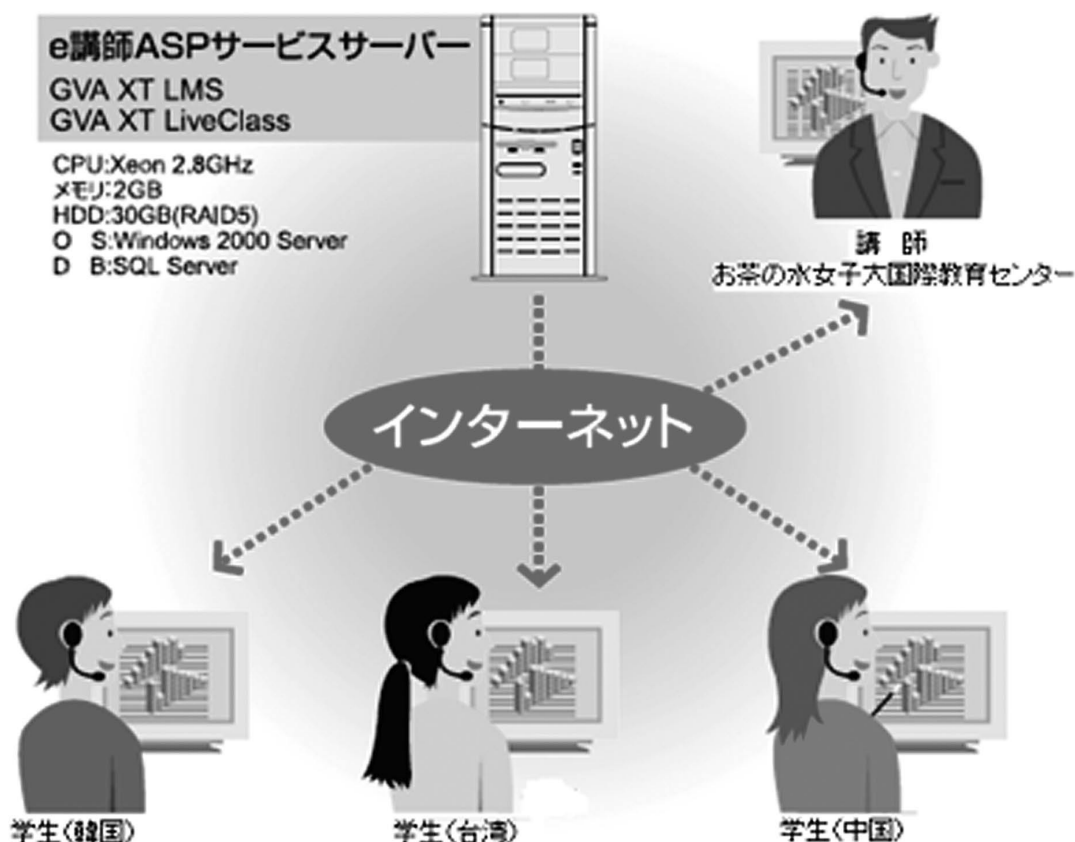 e講師ASPサービスサーバー
GVA XT LMS
GVA XT LiveClass
CPU:Xeon 2.8GHz
メモリ:2GB
HDD:30GB(RAID5)
O S:Windows 2000 Server
D B:SQL Server
講 師
お茶の水女子大国際教育センター
インターネット
学生(韓国)
学生(台湾)
学生(中国)